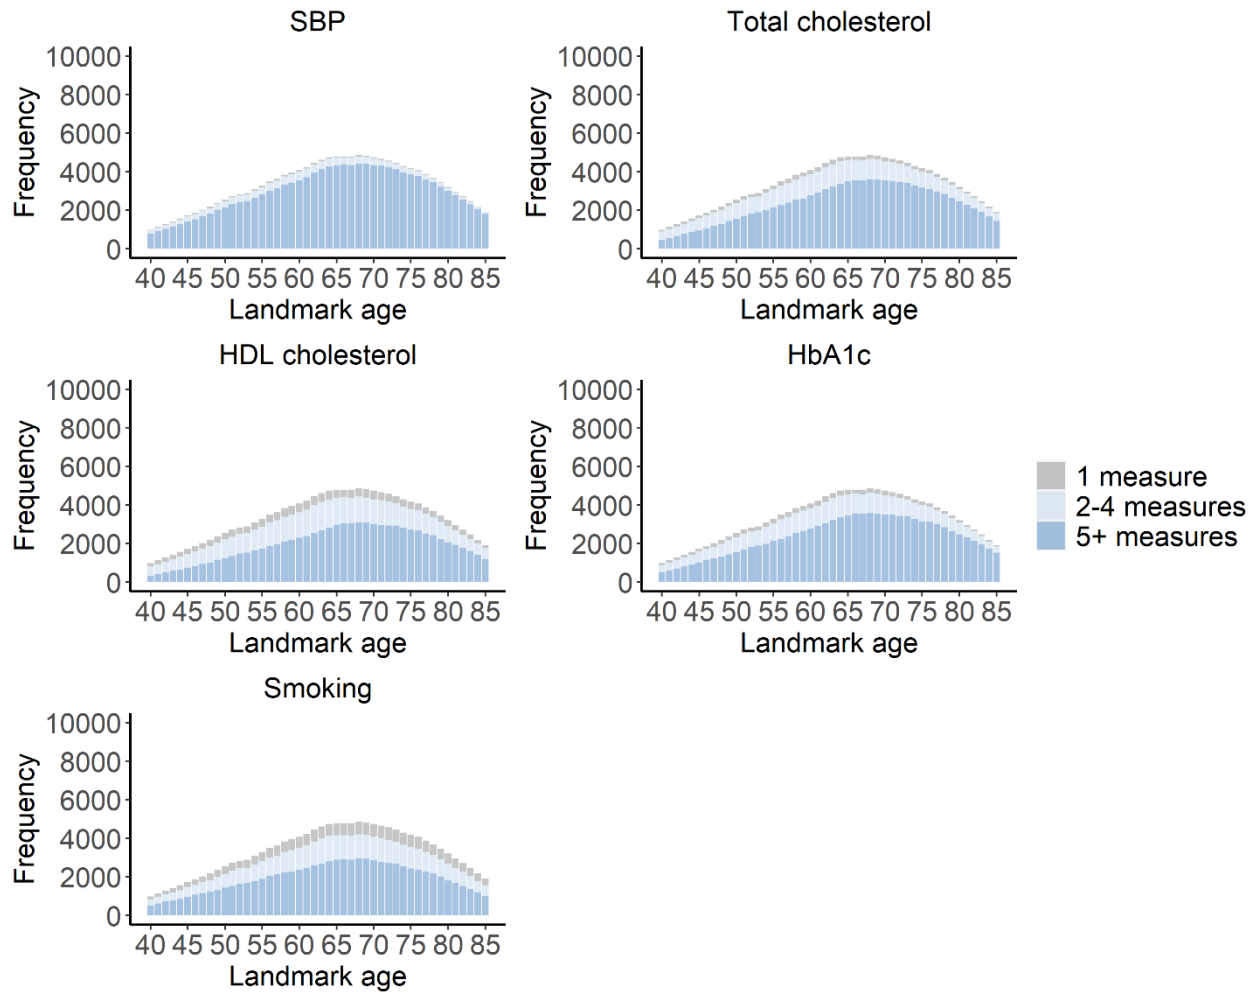 SBP
Frequency
10000
8000
6000
4000
2000
0
40 45 50 55 60 65 70 75 80 85
Landmark age
Total cholesterol
Frequency
10000
8000
6000
4000
2000
0
40 45 50 55 60 65 70 75 80 85
Landmark age
HDL cholesterol
Frequency
10000
8000
6000
4000
2000
0
40 45 50 55 60 65 70 75 80 85
Landmark age
HbA1c
Frequency
10000
8000
6000
4000
2000
0
40 45 50 55 60 65 70 75 80 85
Landmark age
1 measure
2-4 measures
5+ measures
Smoking
Frequency
10000
8000
6000
4000
2000
0
40 45 50 55 60 65 70 75 80 85
Landmark age